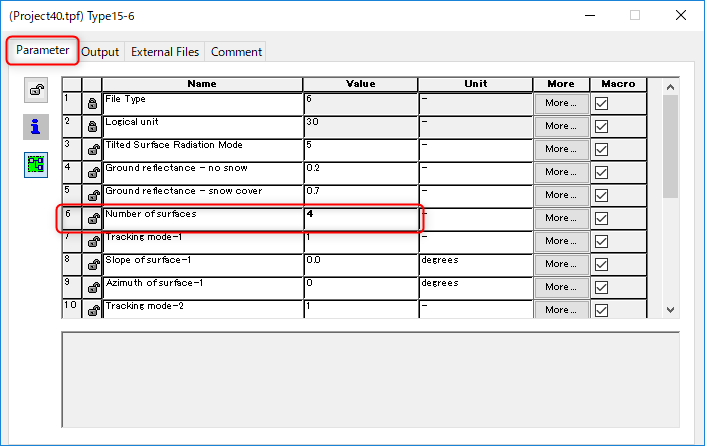 (Project40.tpf) Type15-6
Parameter Output External Files Comment
Name Value Unit More Macro
1 File Type 6 - More...
2 Logical unit 30 - More...
3 Tilted Surface Radiation Mode 5 - More...
4 Ground reflectance - no snow 0.2 - More...
5 Ground reflectance - snow cover 0.7 - More...
6 Number of surfaces 4 - More...
7 Tracking mode-1 1 - More...
8 Slope of surface-1 0.0 degrees More...
9 Azimuth of surface-1 0 degrees More...
10 Tracking mode-2 1 - More...